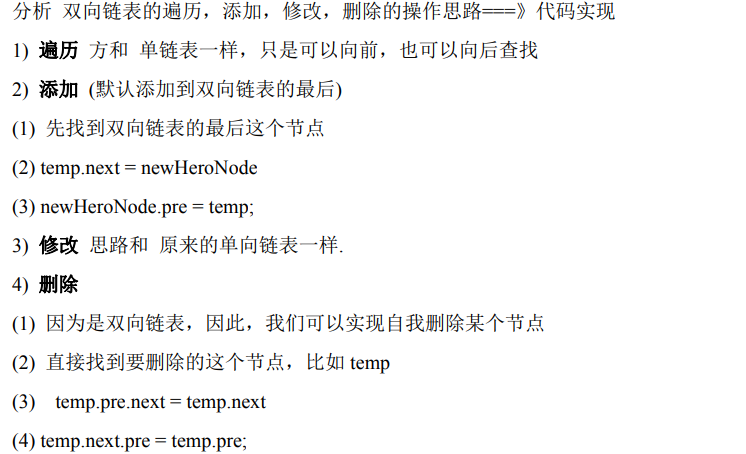 分析 双向链表的遍历，添加，修改，删除的操作思路===》代码实现
1) 遍历 方和 单链表一样，只是可以向前，也可以向后查找
2) 添加 (默认添加到双向链表的最后)
(1) 先找到双向链表的最后这个节点
(2) temp.next = newHeroNode
(3) newHeroNode.pre = temp;
3) 修改 思路和 原来的单向链表一样.
4) 删除
(1) 因为是双向链表，因此，我们可以实现自我删除某个节点
(2) 直接找到要删除的这个节点，比如 temp
(3) temp.pre.next = temp.next
(4) temp.next.pre = temp.pre;